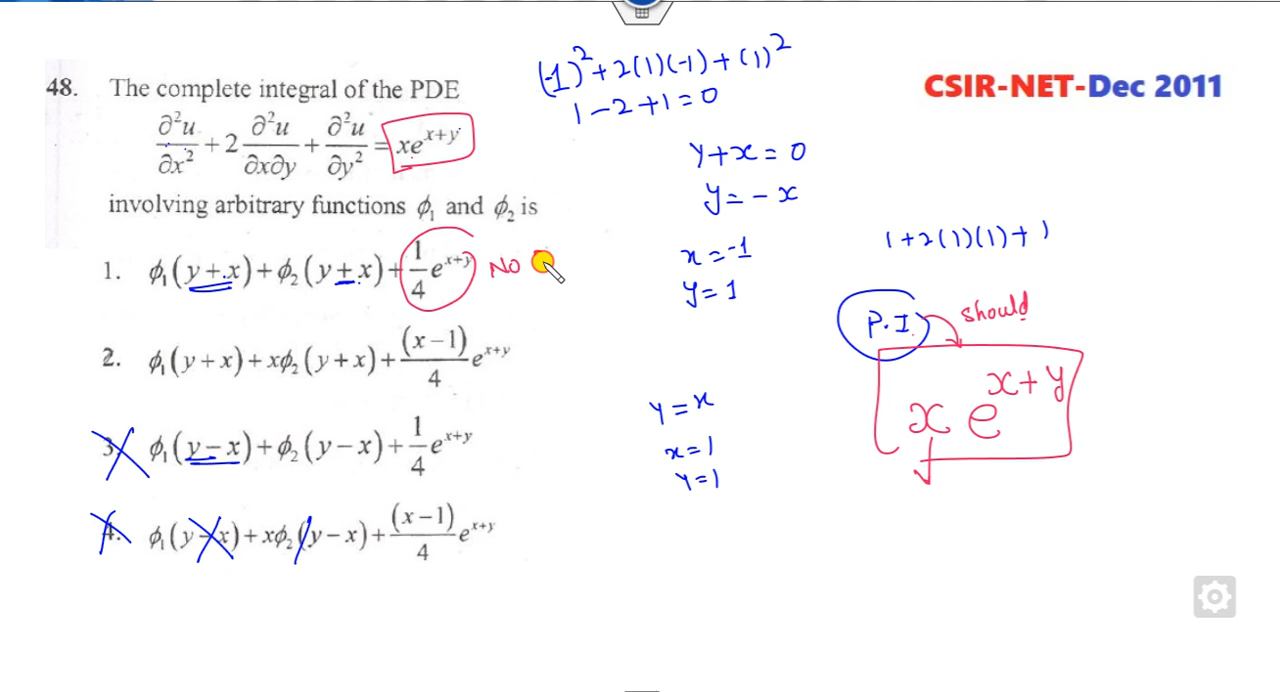 48. The complete integral of the PDE
∂²u/∂x² + 2 ∂²u/∂x∂y + ∂²u/∂y² = xe^{x+y}
involving arbitrary functions ϕ₁ and ϕ₂ is
1. ϕ₁(y+x)+ϕ₂(y+x)+1/4 e^{x+y} NO
2. ϕ₁(y+x)+xϕ₂(y+x)+(x−1)/4 e^{x+y}
3. ϕ₁(y−x)+ϕ₂(y−x)+1/4 e^{x+y}
4. ϕ₁(y−x)+xϕ₂(y−x)+(x−1)/4 e^{x+y}
(-1)²+2(1)(-1)+(1)²
1-2+1=0
y+x=0
y=-x
x=-1
y=1
y=x
x=1
y=1
CSIR-NET-Dec 2011
1+2(1)(1)+1
P.I. should
x e^{x+y}